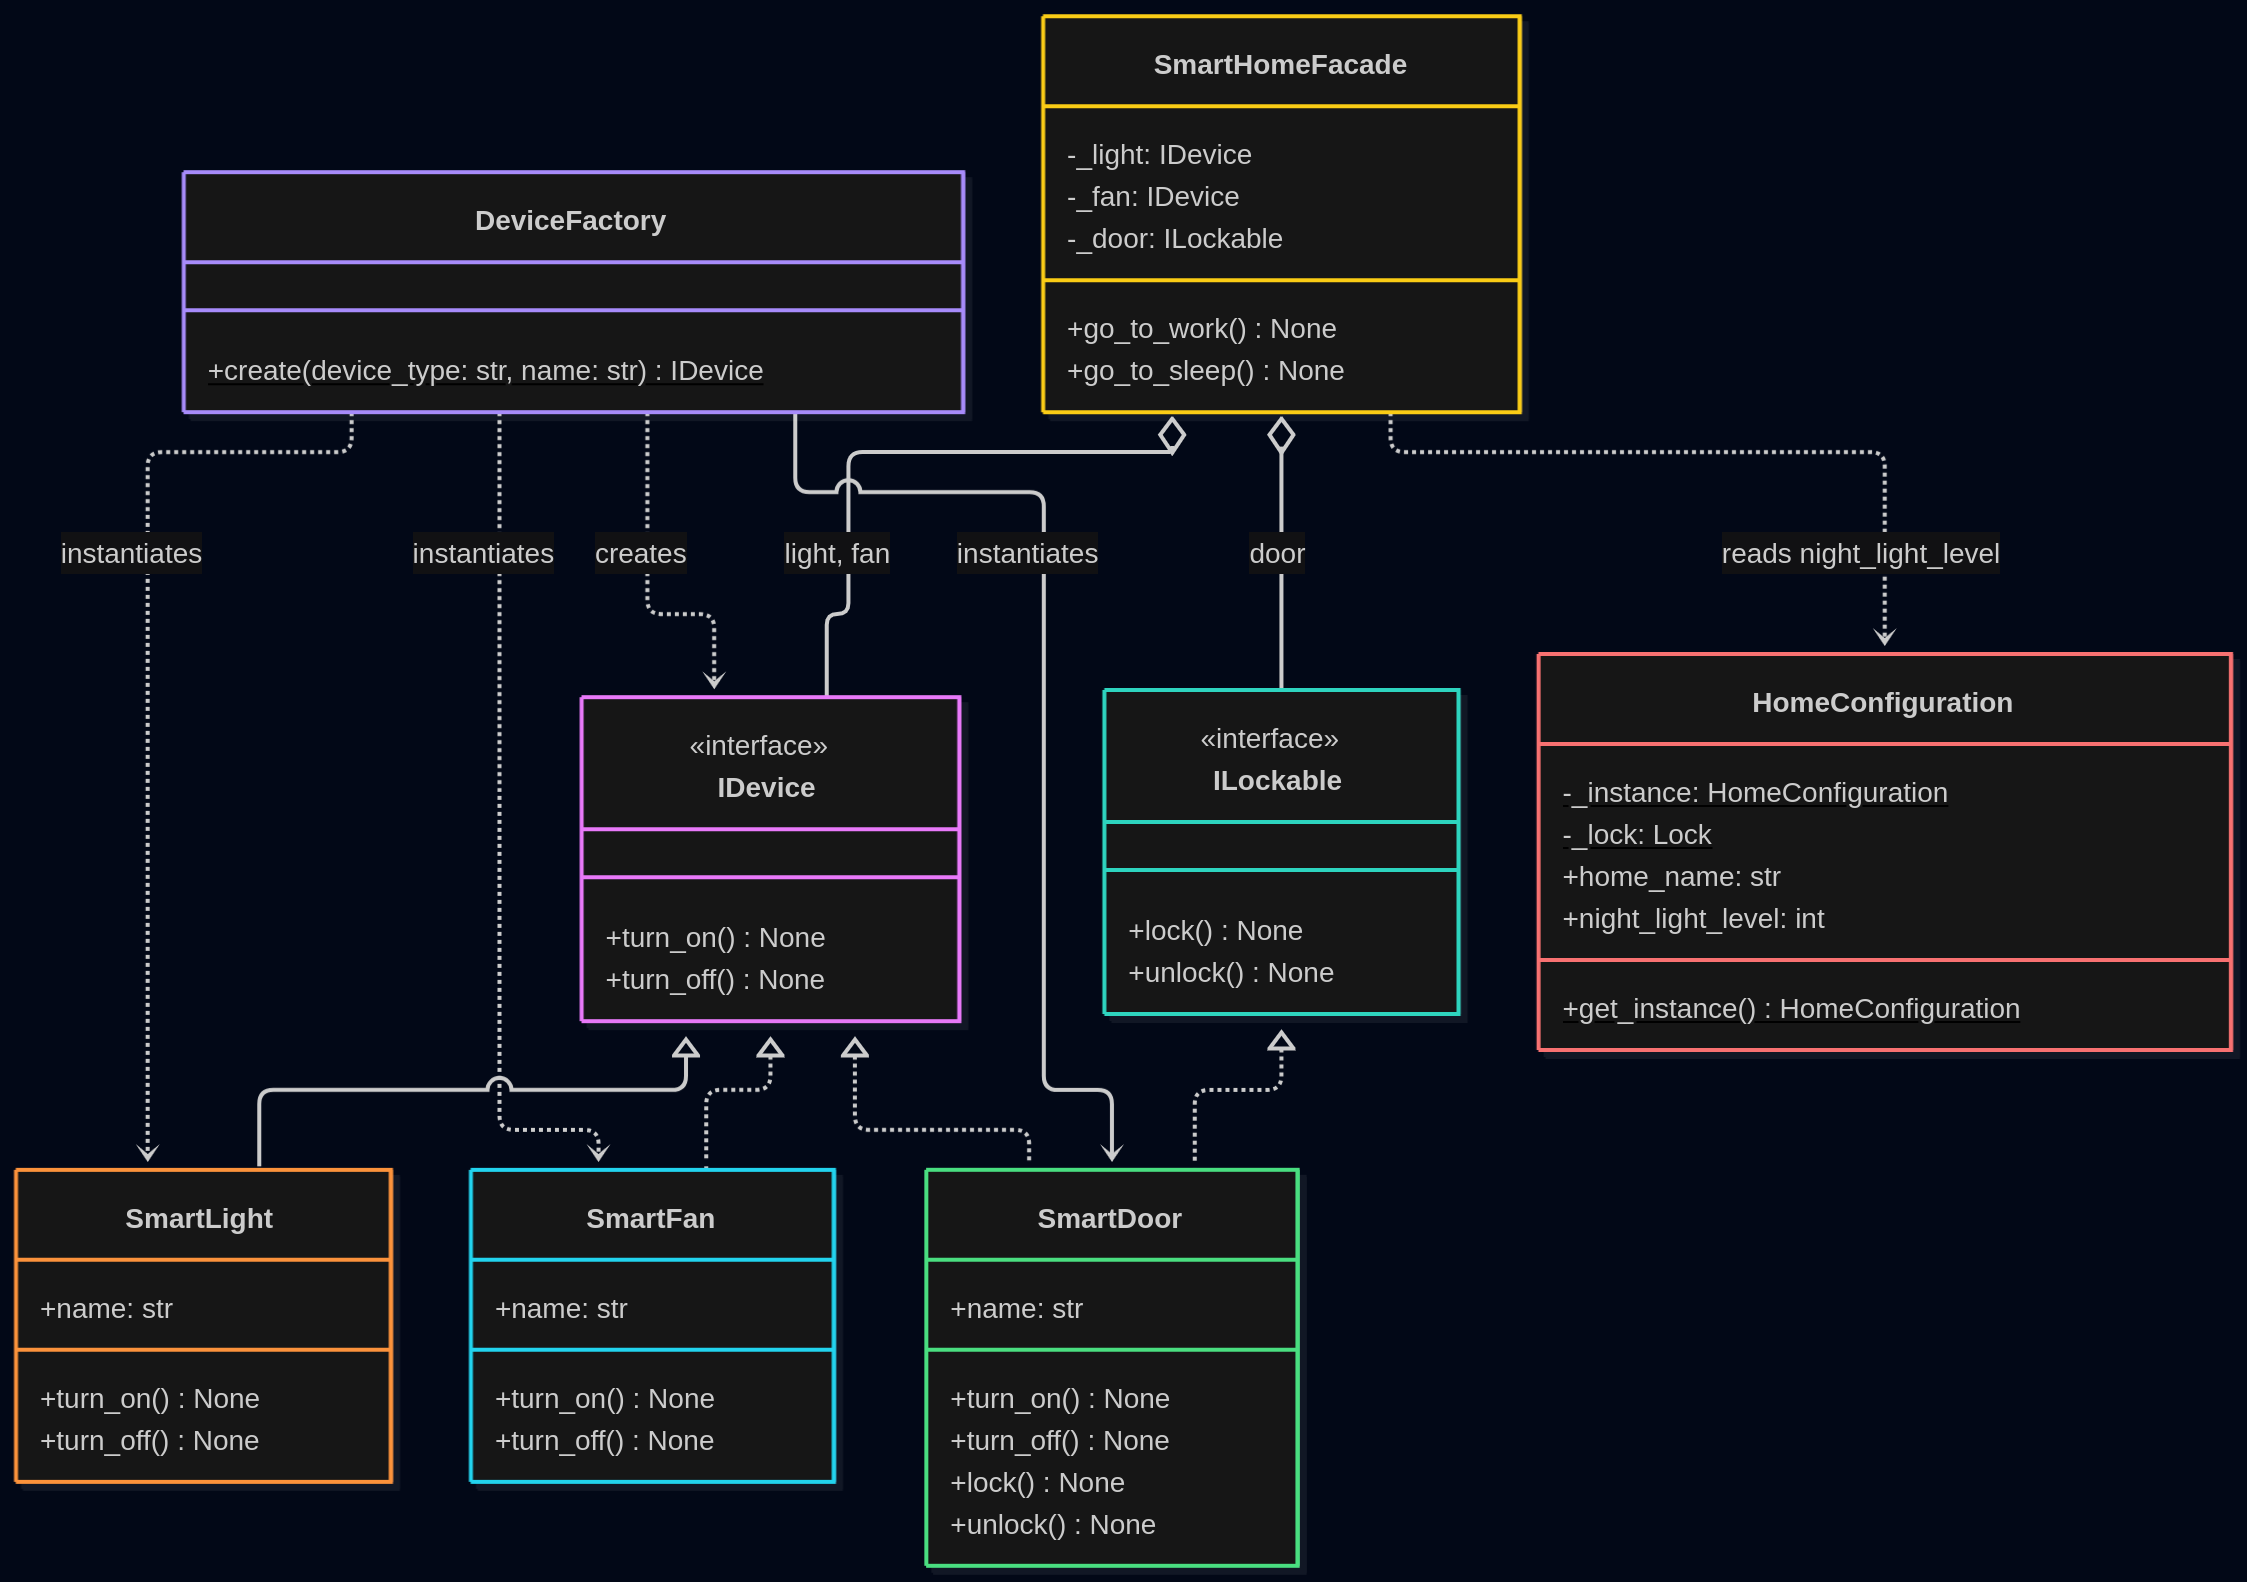 SmartHomeFacade
-_light: IDevice
-_fan: IDevice
-_door: ILockable
+go_to_work() : None
+go_to_sleep() : None
DeviceFactory
+create(device_type: str, name: str) : IDevice
instantiates
instantiates
creates
light, fan
instantiates
door
reads night_light_level
«interface»
IDevice
+turn_on() : None
+turn_off() : None
«interface»
ILockable
+lock() : None
+unlock() : None
HomeConfiguration
-_instance: HomeConfiguration
-_lock: Lock
+home_name: str
+night_light_level: int
+get_instance() : HomeConfiguration
SmartLight
+name: str
+turn_on() : None
+turn_off() : None
SmartFan
+name: str
+turn_on() : None
+turn_off() : None
SmartDoor
+name: str
+turn_on() : None
+turn_off() : None
+lock() : None
+unlock() : None